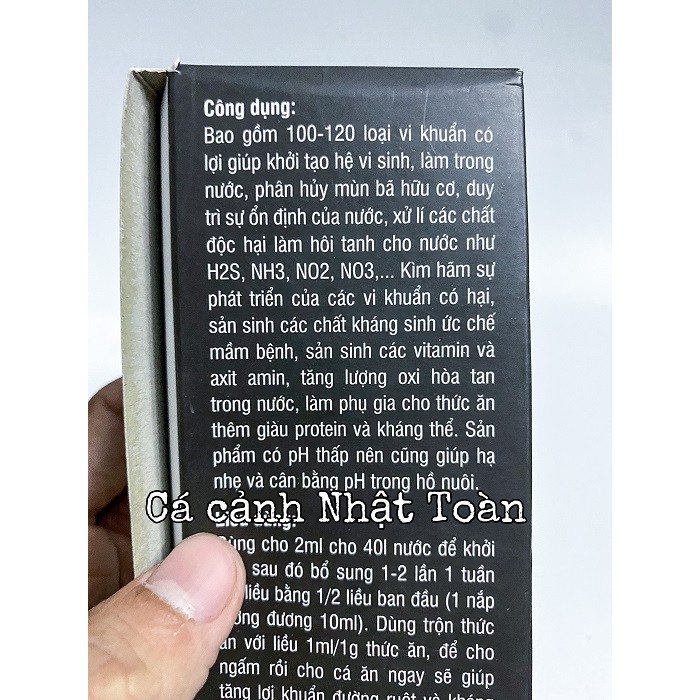 Công dụng:
Bao gồm 100-120 loại vi khuẩn có
lợi giúp khởi tạo hệ vi sinh, làm trong
nước, phân hủy mùn bã hữu cơ, duy
trì sự ổn định của nước, xử lí các chất
độc hại làm hôi tanh cho nước như
H2S, NH3, NO2, NO3,... Kìm hãm sự
phát triển của các vi khuẩn có hại,
sản sinh các chất kháng sinh ức chế
mầm bệnh, sản sinh các vitamin và
axit amin, tăng lượng oxi hòa tan
trong nước, làm phụ gia cho thức ăn
thêm giàu protein và kháng thể. Sản
phẩm có pH thấp nên cũng giúp hạ
nhẹ và cân bằng pH trong hồ nuôi.
Cá cảnh Nhật Toàn
cho 2ml cho 40l nước để khởi
sau đó bổ sung 1-2 lần 1 tuần
liều bằng 1/2 liều ban đầu (1 nắp
đương 10ml). Dùng trộn thức
với liều 1ml/1g thức ăn, để cho
ngấm rồi cho cá ăn ngay sẽ giúp
tăng lợi khuẩn đường ruột và kháng